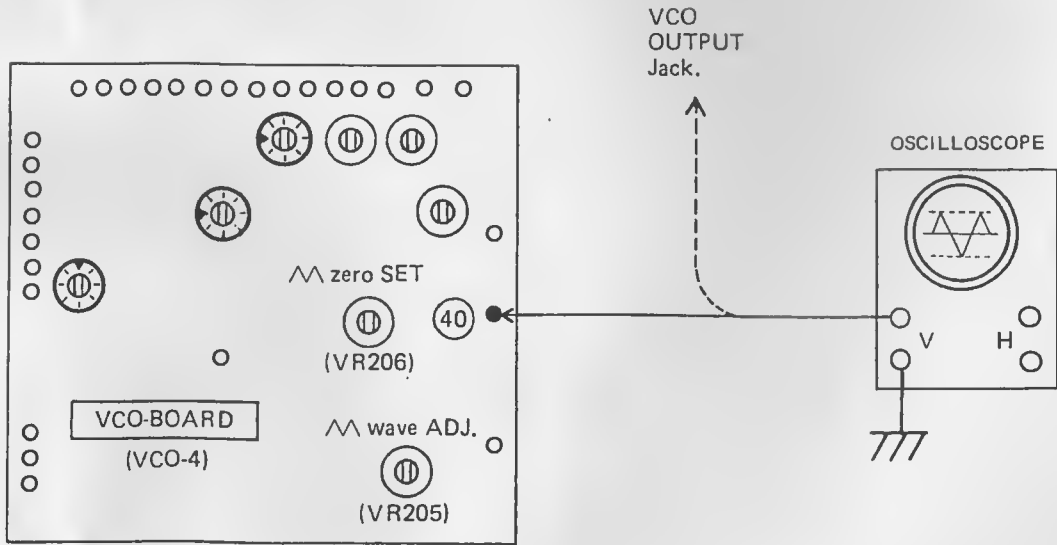 VCO
OUTPUT
Jack.
OSCILLOSCOPE
zero SET
40
(VR206)
V
H
VCO-BOARD
(VCO-4)
wave ADJ.
(VR205)